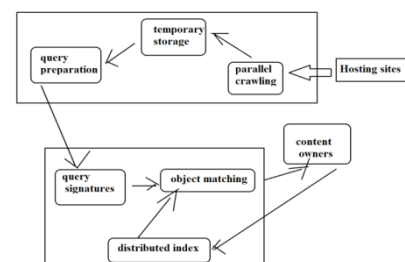 temporary
storage
query
preparation
parallel
crawling
Hosting sites
content
owners
query
signatures
object matching
distributed index